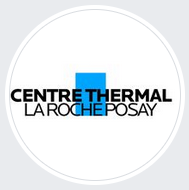 CENTRE THERMAL
LA ROCHE POSAY